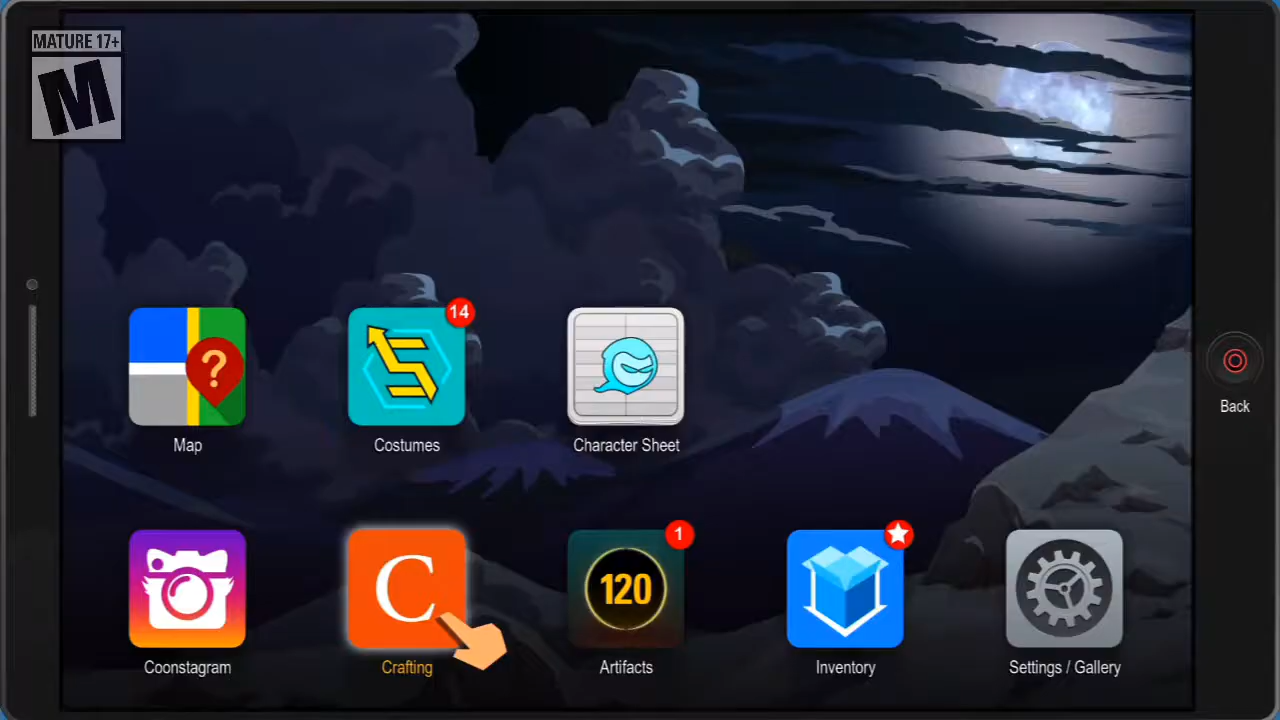 MATURE 17+
M
14
?
Map
Costumes
Character Sheet
Back
1
C
120
Coonstagram
Crafting
Artifacts
Inventory
Settings / Gallery